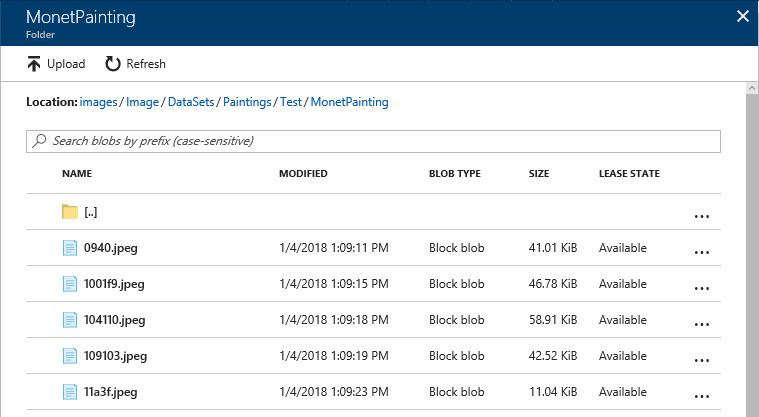 MonetPainting
Folder
Upload Refresh
Location: images / Image / DataSets / Paintings / Test / MonetPainting
Search blobs by prefix (case-sensitive)
NAME MODIFIED BLOB TYPE SIZE LEASE STATE
[..] ...
0940.jpeg 1/4/2018 1:09:11 PM Block blob 41.01 KiB Available ...
1001f9.jpeg 1/4/2018 1:09:15 PM Block blob 46.78 KiB Available ...
104110.jpeg 1/4/2018 1:09:18 PM Block blob 58.91 KiB Available ...
109103.jpeg 1/4/2018 1:09:19 PM Block blob 42.52 KiB Available ...
11a3f.jpeg 1/4/2018 1:09:23 PM Block blob 11.04 KiB Available ...